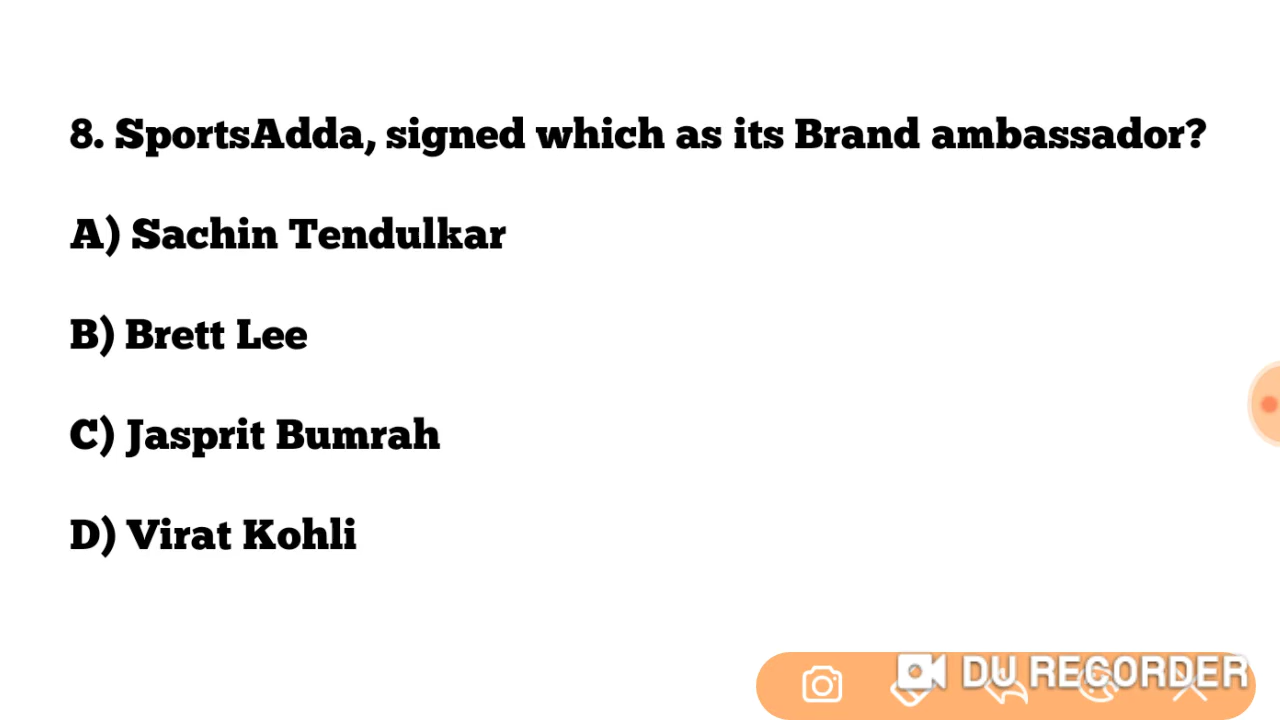 8. SportsAdda, signed which as its Brand ambassador?
A) Sachin Tendulkar
B) Brett Lee
C) Jasprit Bumrah
D) Virat Kohli
DU RECORDER